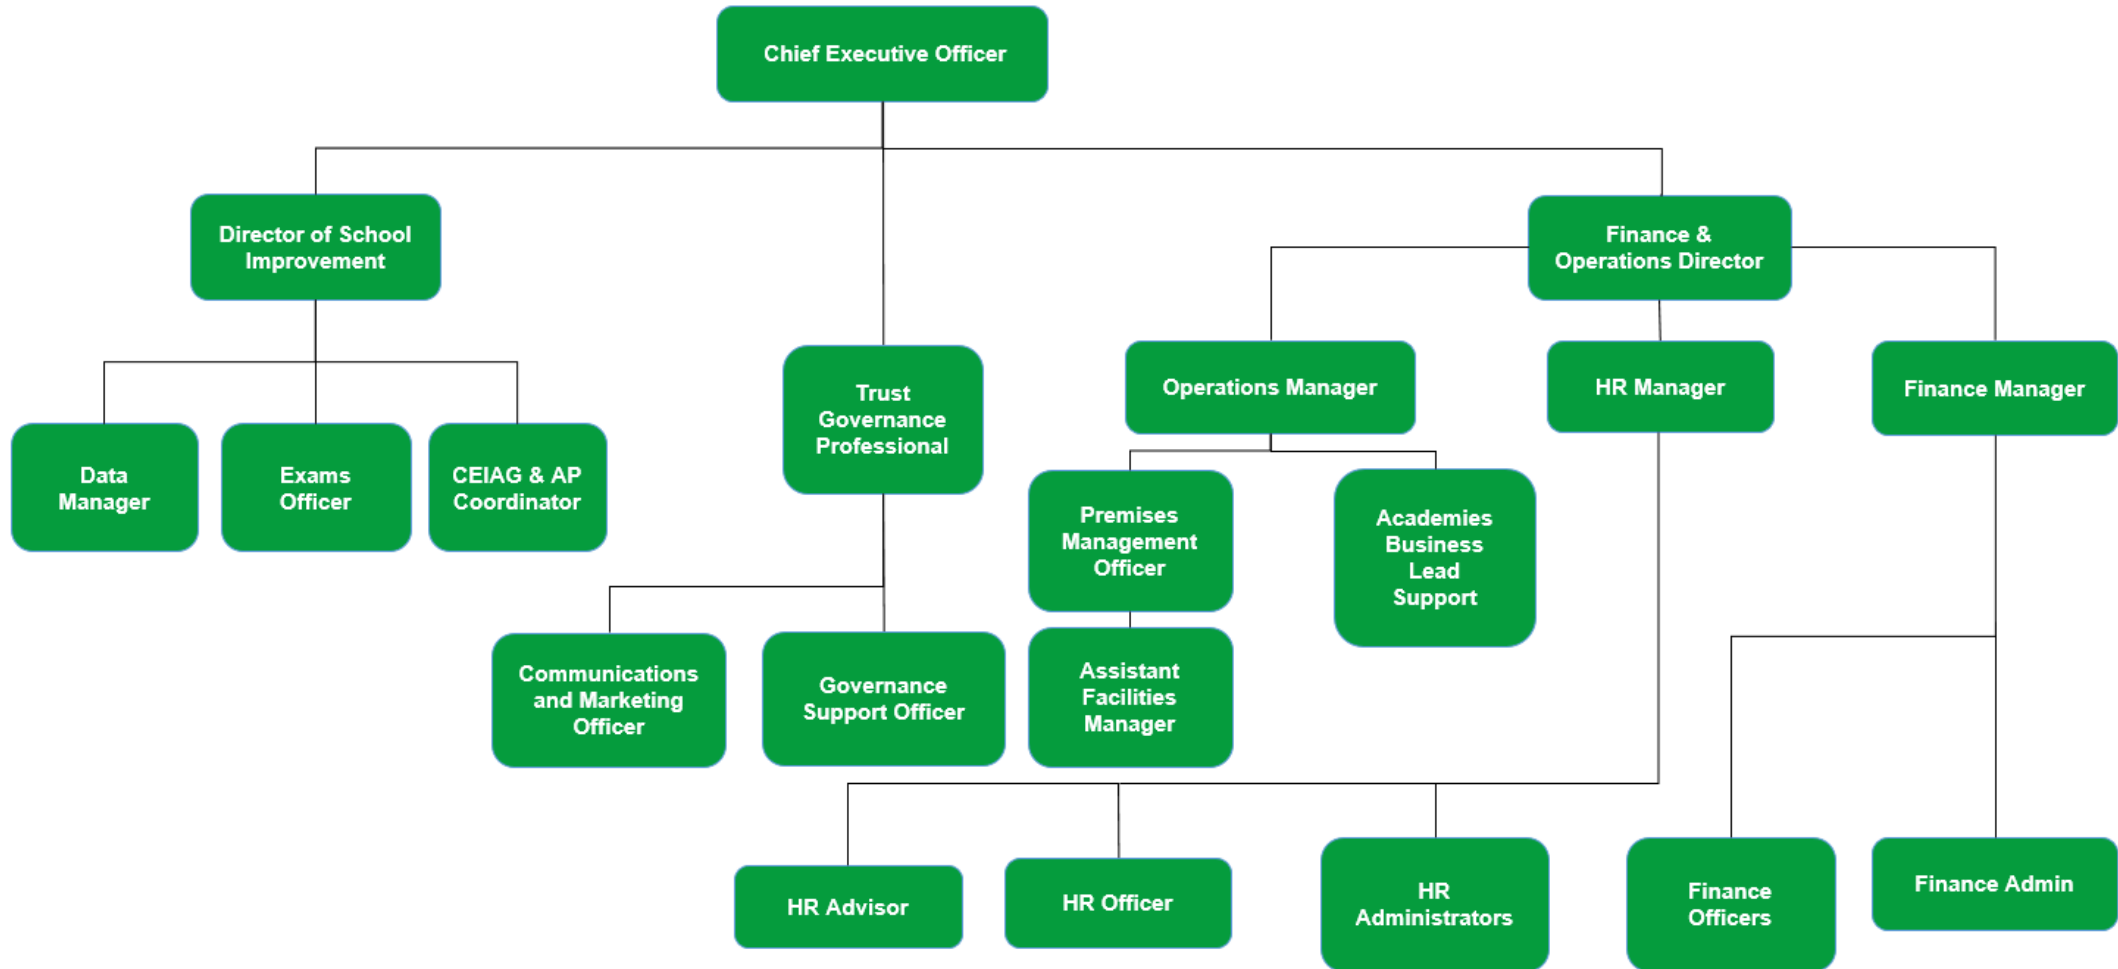 Chief Executive Officer
Director of School
Improvement
Finance &
Operations Director
Trust
Governance
Professional
Operations Manager
HR Manager
Finance Manager
Data
Manager
Exams
Officer
CEIAG & AP
Coordinator
Premises
Management
Officer
Academies
Business
Lead
Support
Communications
and Marketing
Officer
Governance
Support Officer
Assistant
Facilities
Manager
HR Advisor
HR Officer
HR
Administrators
Finance
Officers
Finance Admin